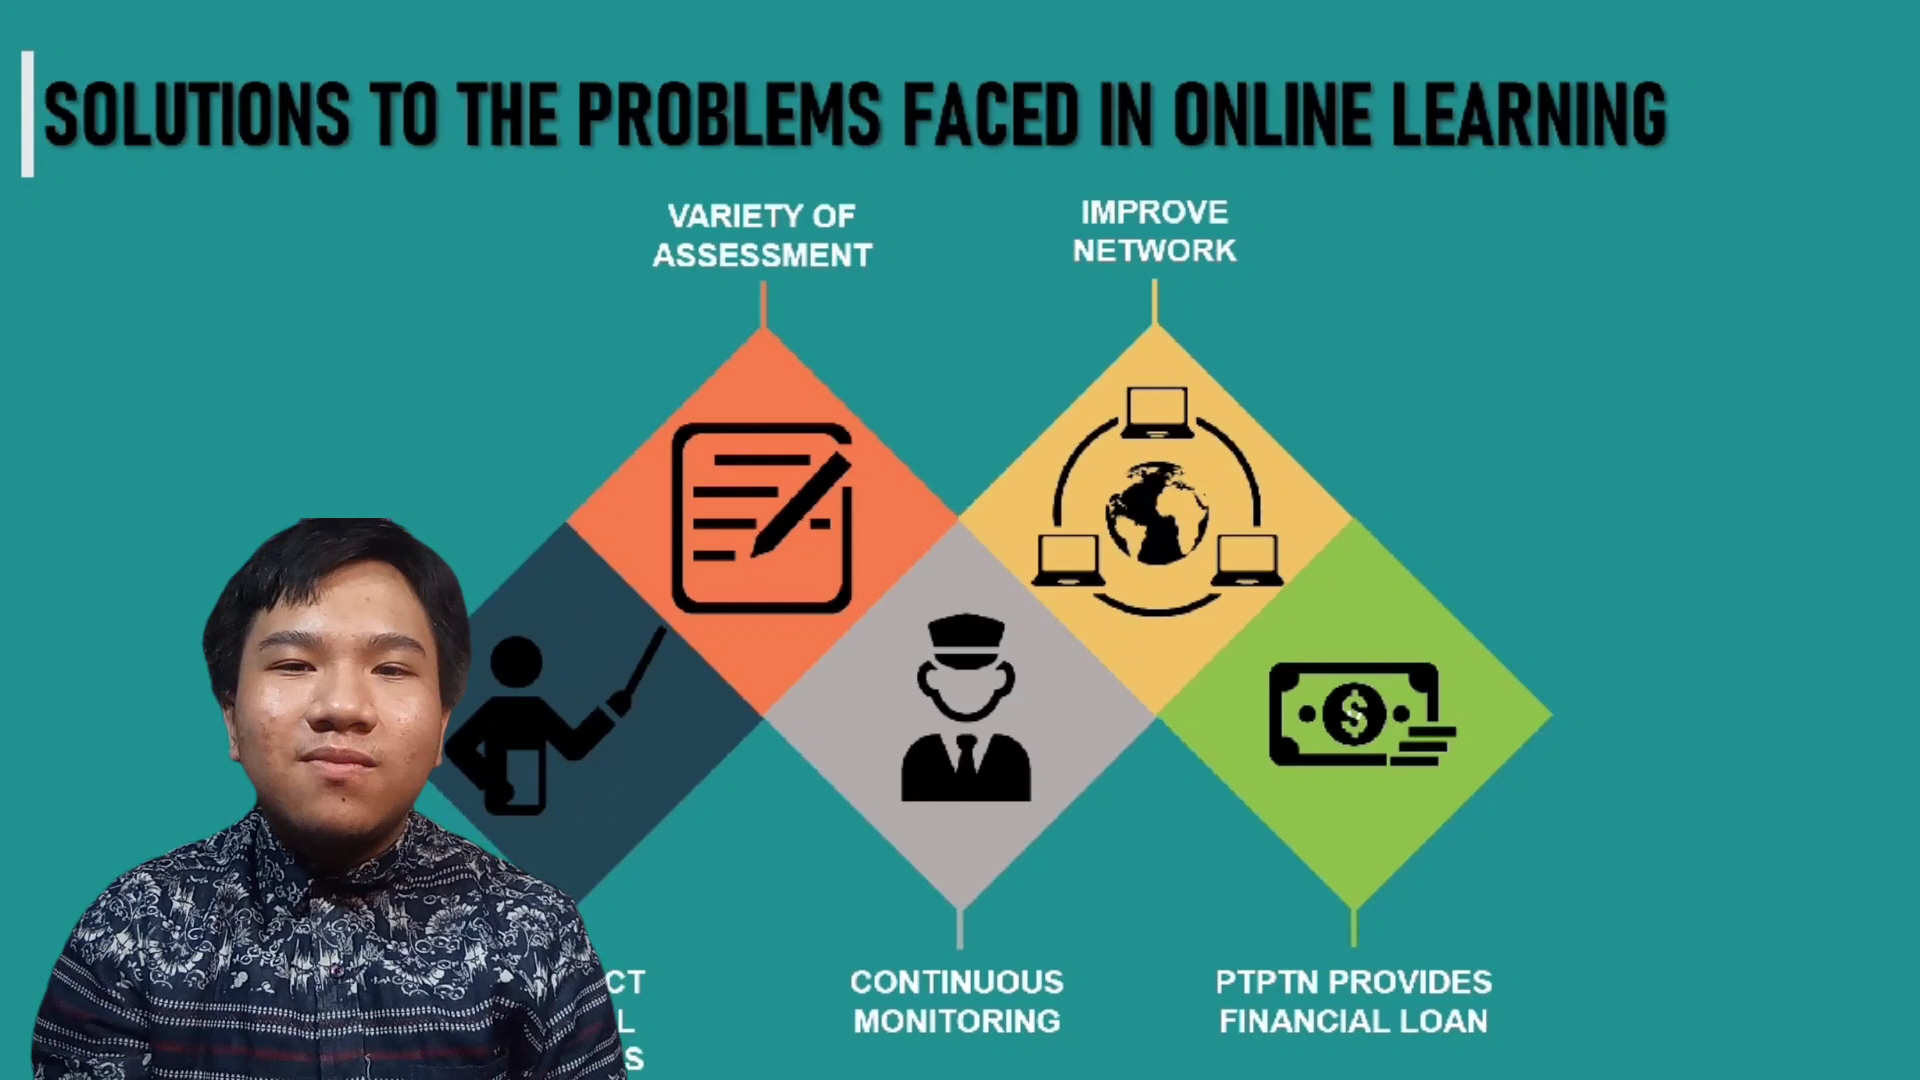 SOLUTIONS TO THE PROBLEMS FACED IN ONLINE LEARNING
VARIETY OF
ASSESSMENT
IMPROVE
NETWORK
CONTINUOUS
MONITORING
PTPTN PROVIDES
FINANCIAL LOAN